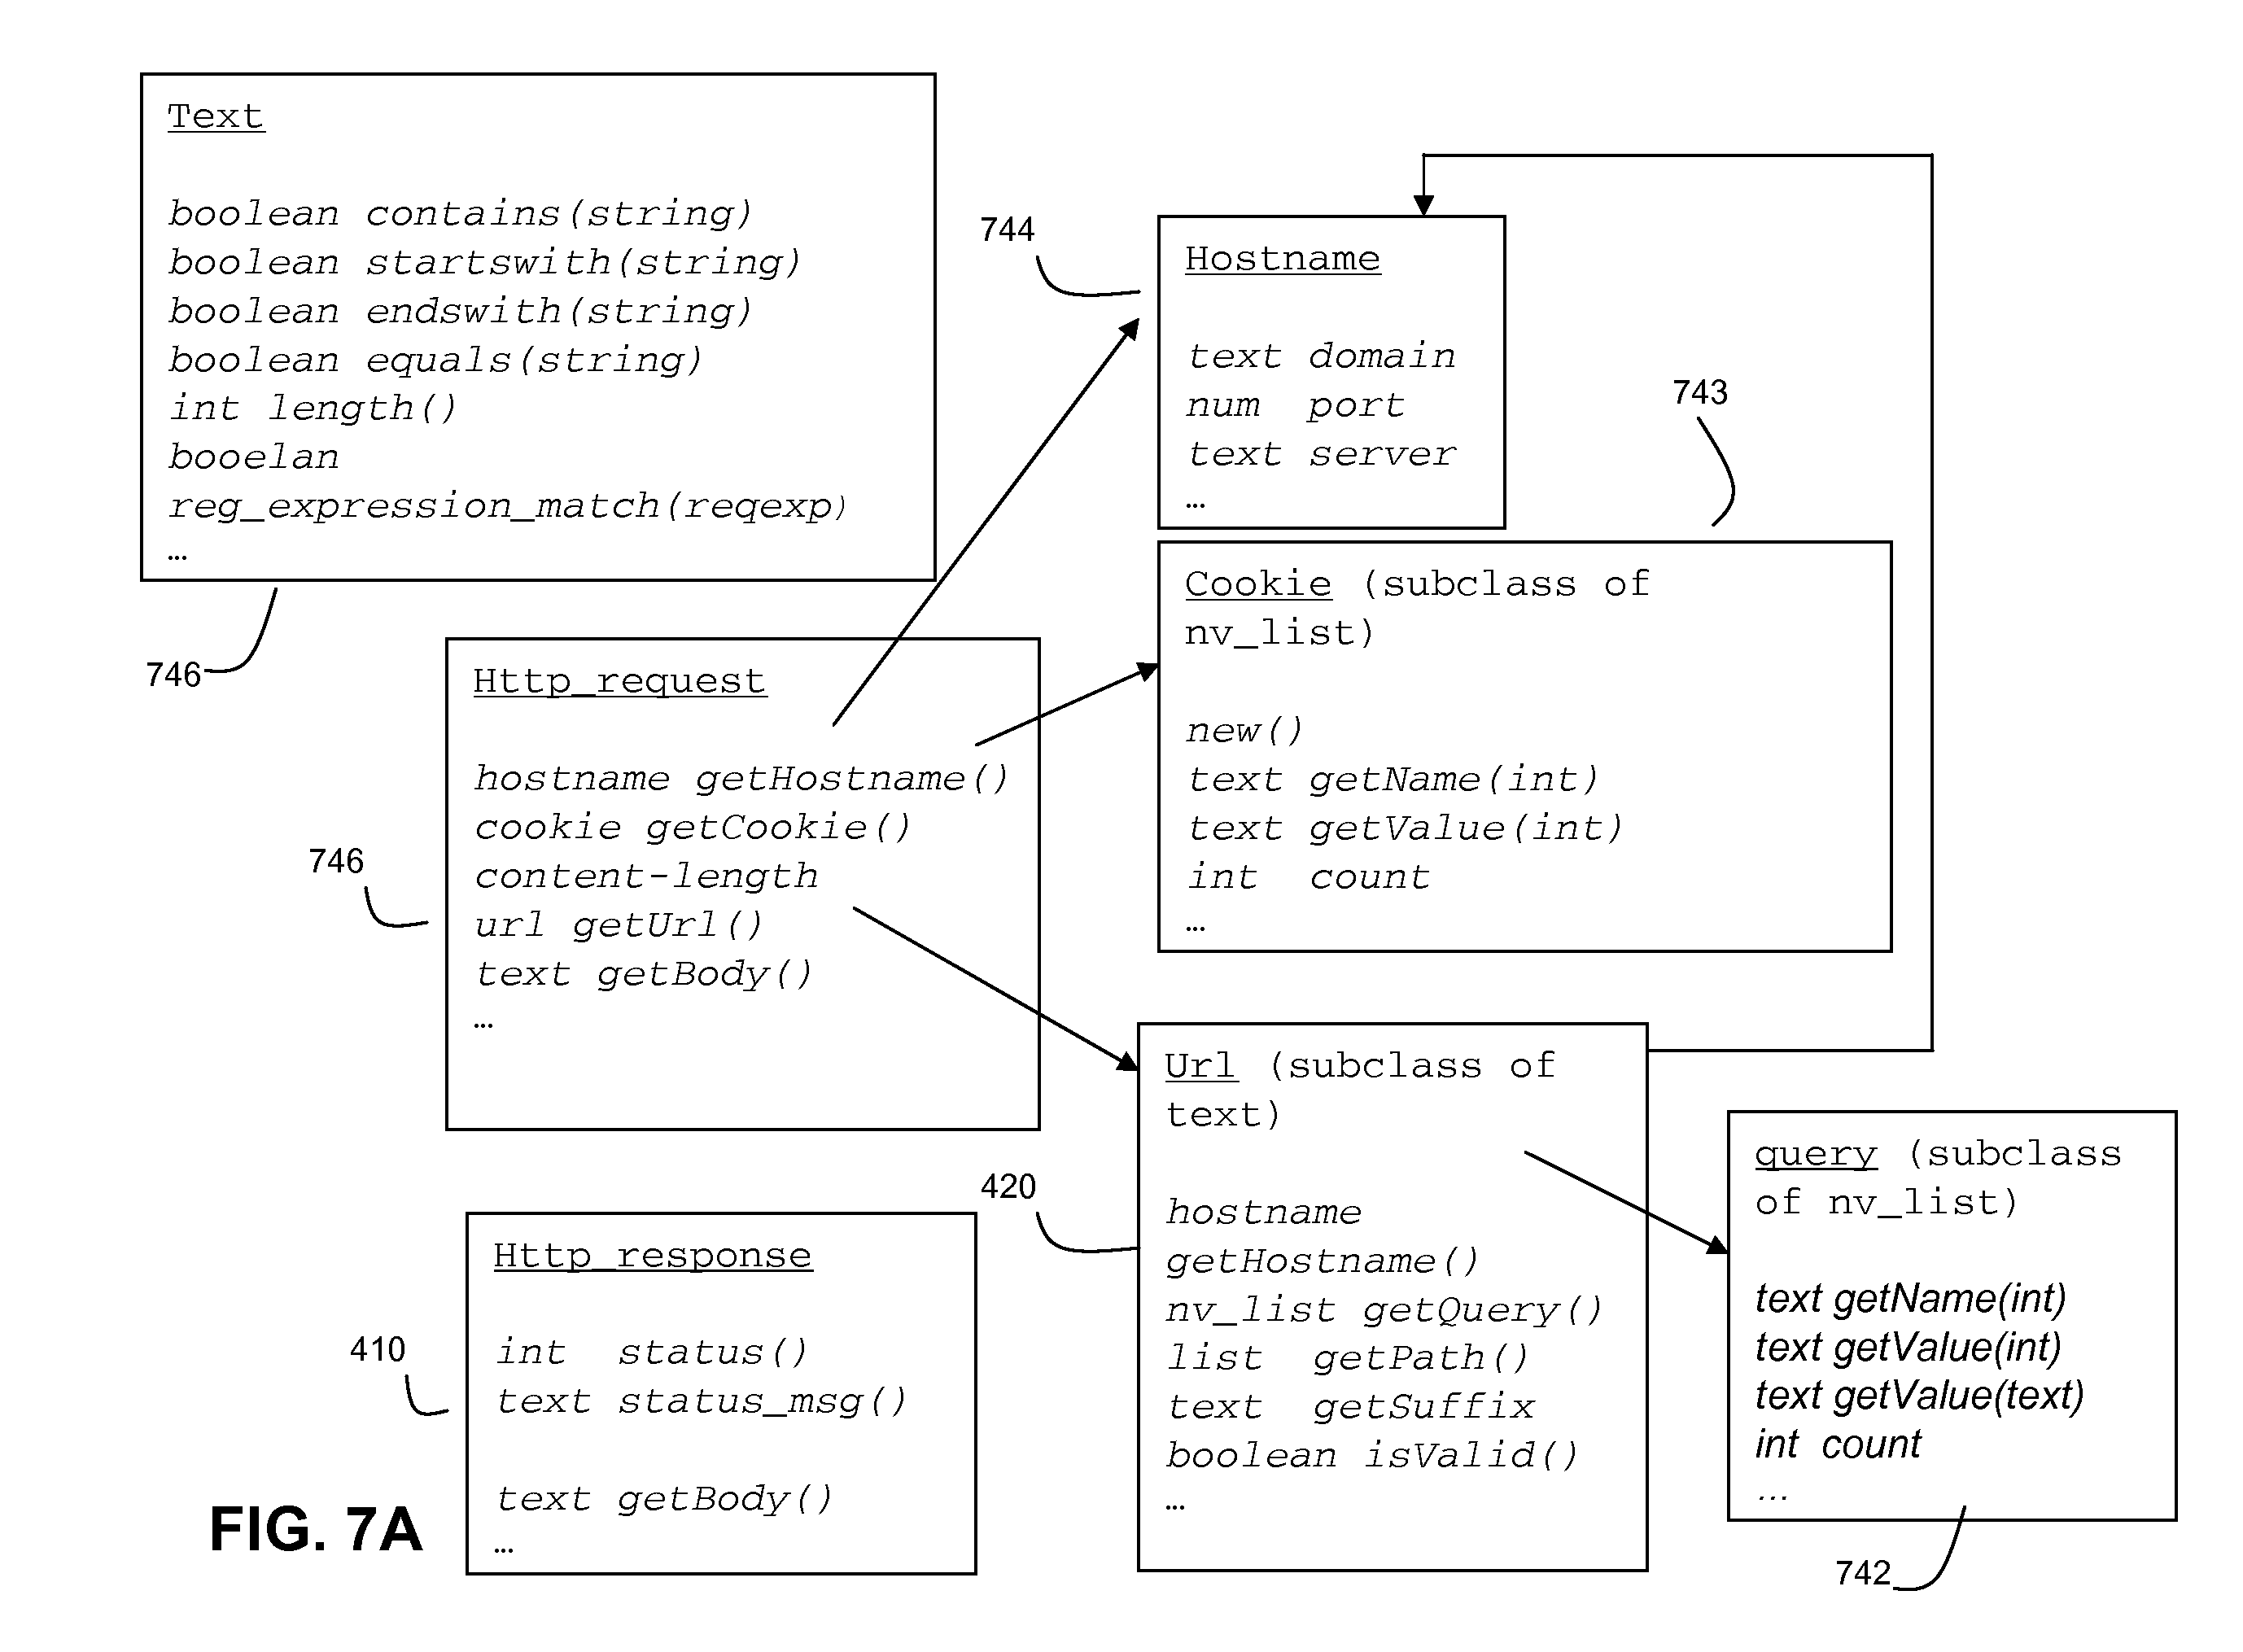 Text
boolean contains(string)
boolean startswith(string)
boolean endswith(string)
boolean equals(string)
int length()
booelan
reg_expression_match(reqexp)
…
746
744
Hostname
text domain
num port
text server
…
743
Cookie (subclass of
nv_list)
new()
text getName(int)
text getValue(int)
int count
…
Http_request
hostname getHostname()
cookie getCookie()
content-length
url getUrl()
text getBody()
…
746
Url (subclass of
text)
hostname
getHostname()
nv_list getQuery()
list getPath()
text getSuffix
boolean isValid()
…
420
query (subclass
of nv_list)
text getName(int)
text getValue(int)
text getValue(text)
int count
…
742
Http_response
int status()
text status_msg()
text getBody()
…
410
FIG. 7A